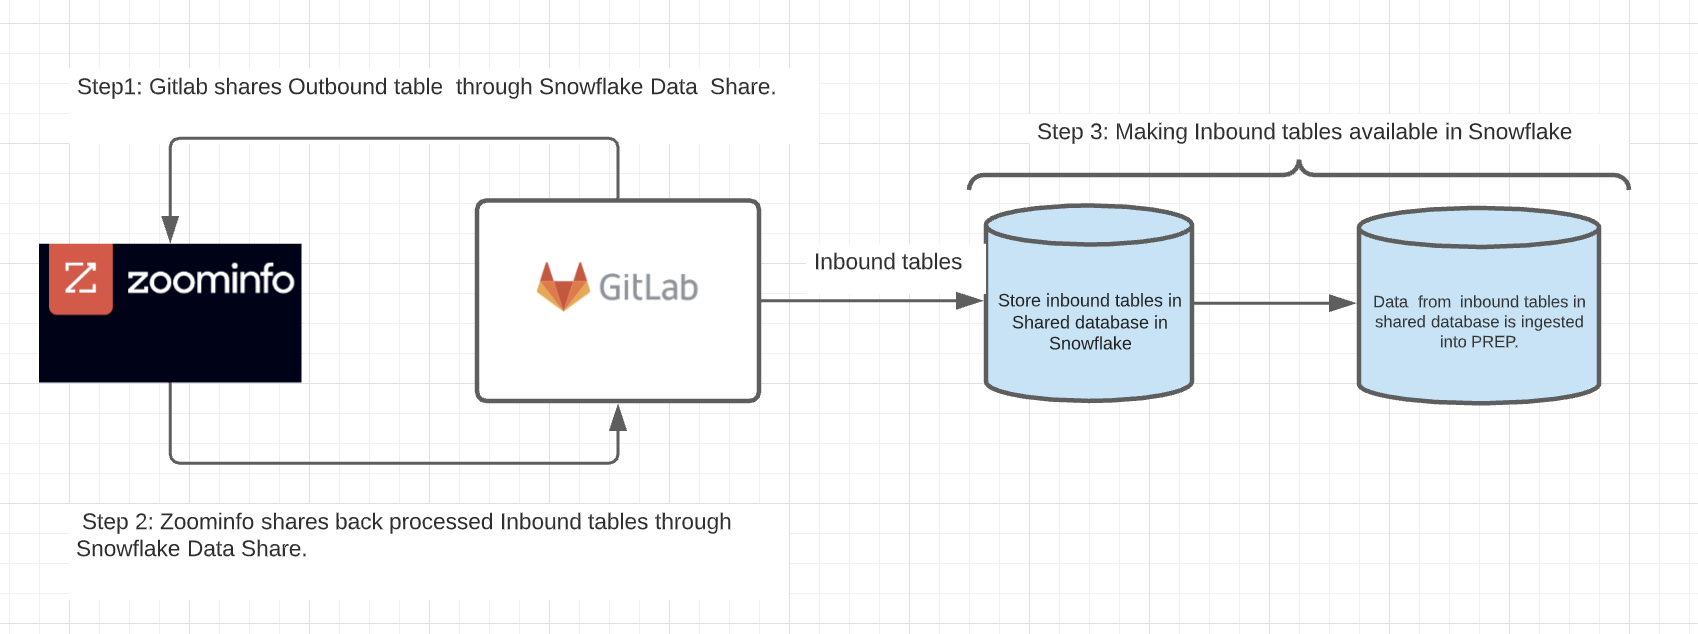 Step1: Gitlab shares Outbound table  through Snowflake Data  Share.
Step 3: Making Inbound tables available in Snowflake
zoominfo
GitLab
Inbound tables
Store inbound tables in
Shared database in
Snowflake
Data  from  inbound tables in
shared database is ingested
into PREP.
Step 2: Zoominfo shares back processed Inbound tables through
Snowflake Data Share.